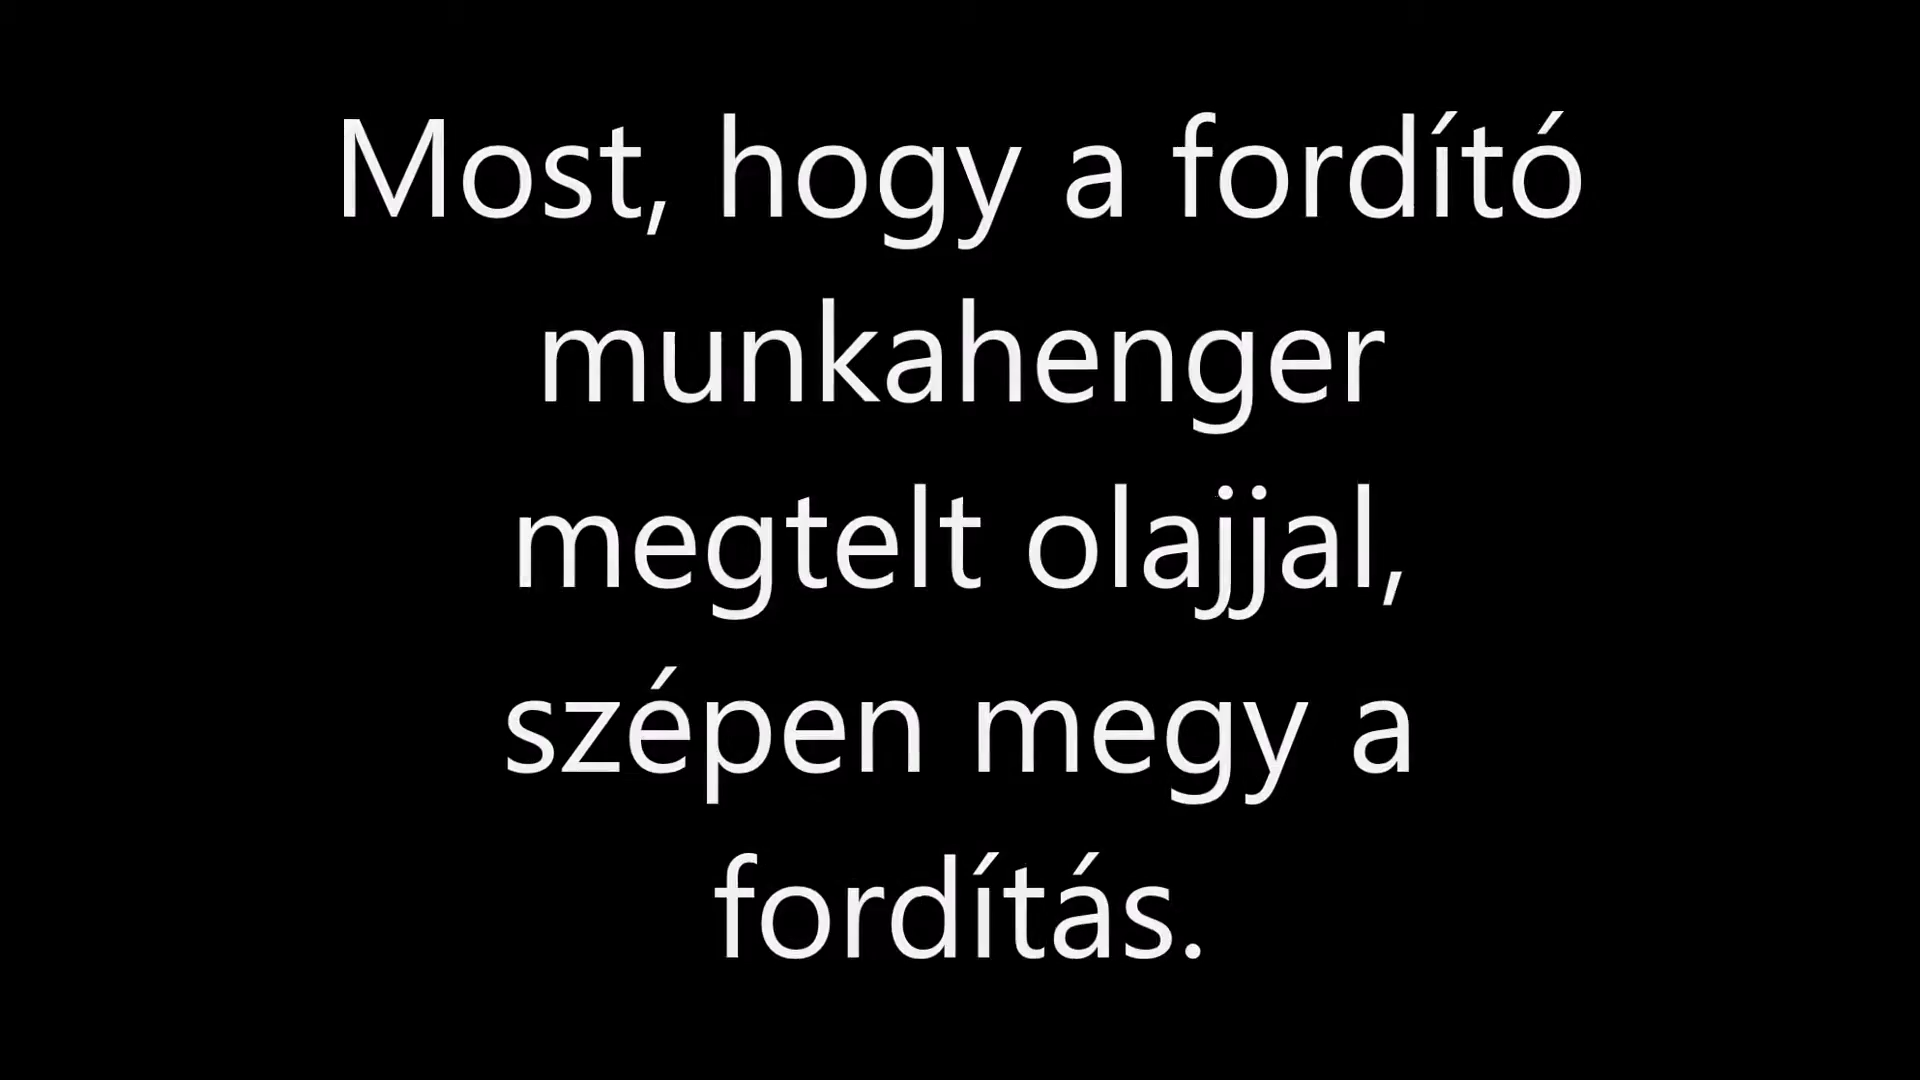 Most, hogy a fordító
munkahenger
megtelt olajjal,
szépen megy a
fordítás.